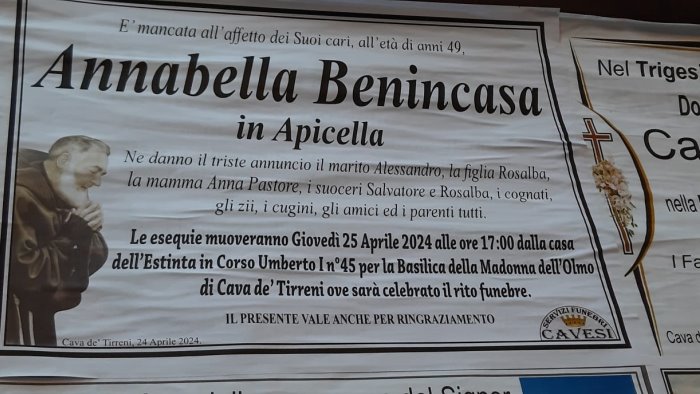 E' mancata all'affetto dei Suoi cari, all'età di anni 49,
Annabella Benincasa
in Apicella
Ne danno il triste annuncio il marito Alessandro, la figlia Rosalba,
la mamma Anna Pastore, i suoceri Salvatore e Rosalba, i cognati,
gli zii, i cugini, gli amici ed i parenti tutti.
Le esequie muoveranno Giovedì 25 Aprile 2024 alle ore 17:00 dalla casa
dell'Estinta in Corso Umberto I n°45 per la Basilica della Madonna dell'Olmo
di Cava de' Tirreni ove sarà celebrato il rito funebre.
IL PRESENTE VALE ANCHE PER RINGRAZIAMENTO
Cava de' Tirreni, 24 Aprile 2024.
SERVIZI FUNEBRI
CAVESI
Nel Triges
Do
Ca
nella
I Fa
Cava d
del Signor